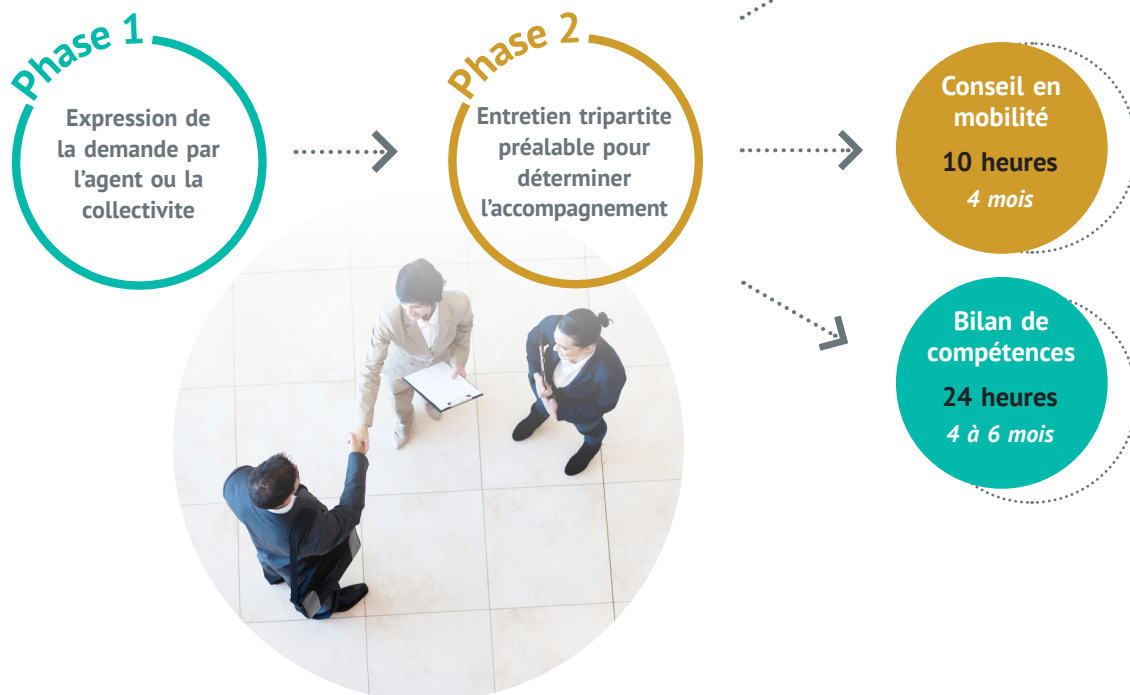 Phase 1
Expression de
la demande par
l'agent ou la
collectivite
Phase 2
Entretien tripartite
préalable pour
déterminer
l'accompagnement
Conseil en
mobilité
10 heures
4 mois
Bilan de
compétences
24 heures
4 à 6 mois